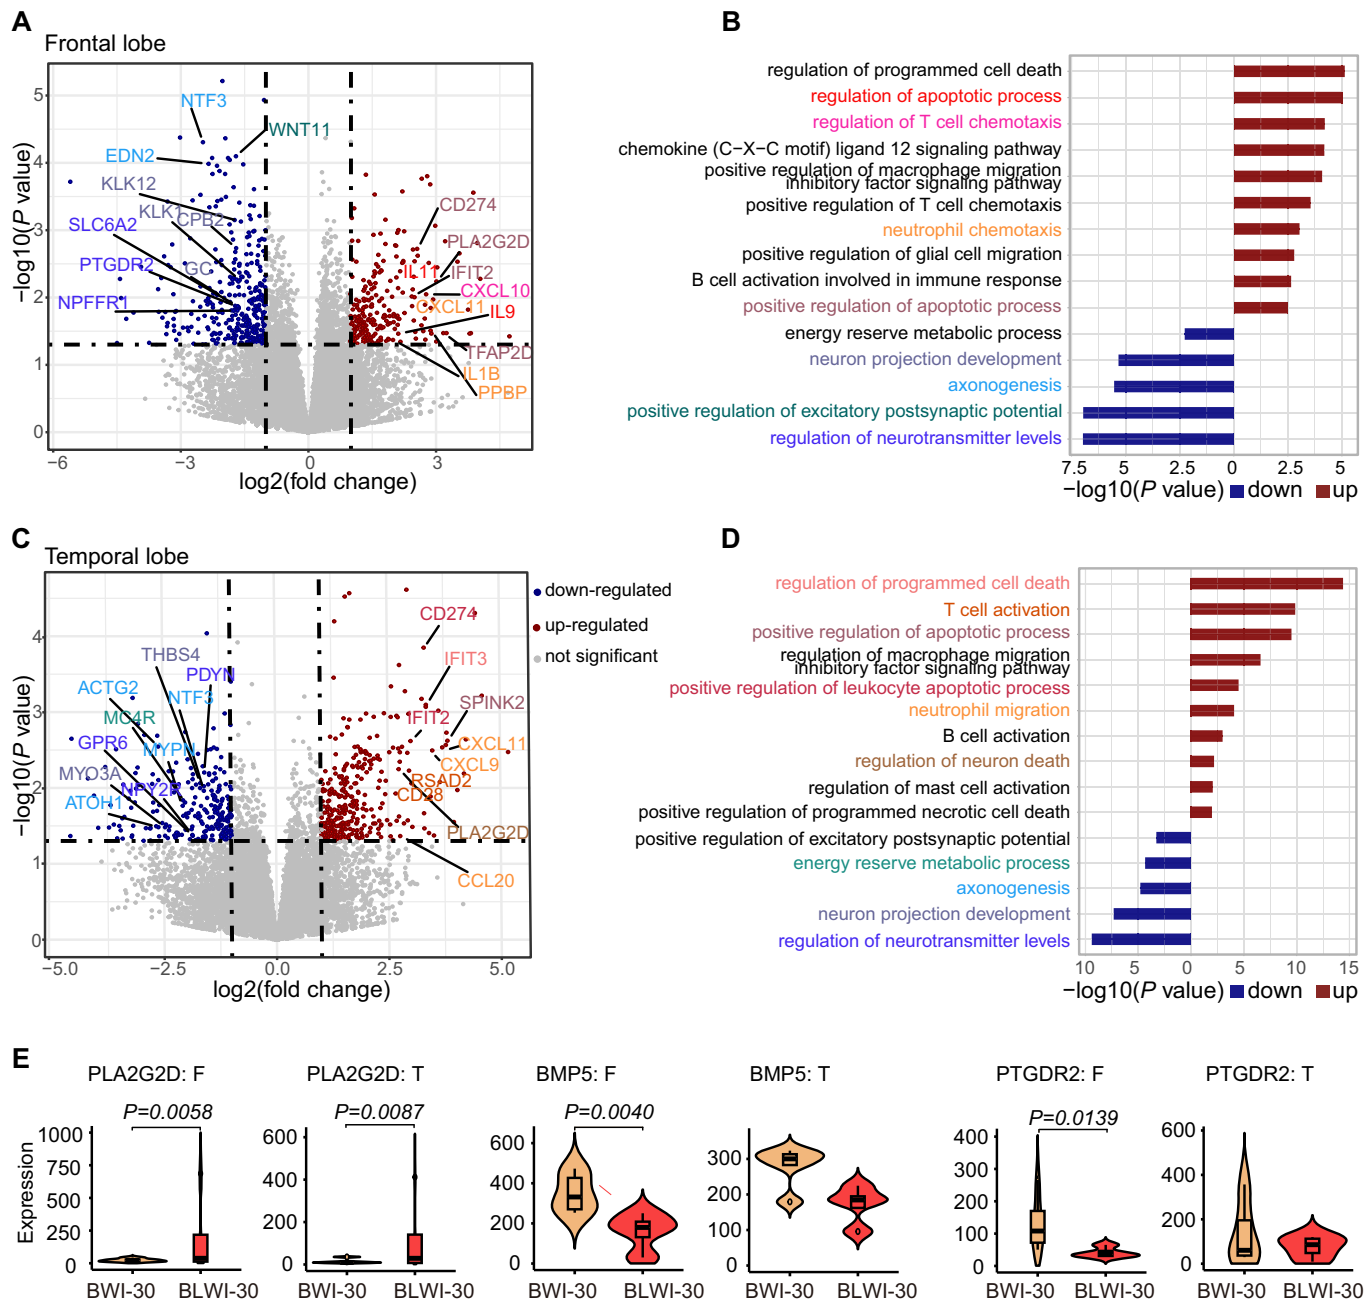 A
Frontal lobe
−log10(P value)
5
4
3
2
1
0
NTF3
WNT11
EDN2
KLK12
KLK1
CPB2
SLC6A2
PTGDR2
GC
NPFFR1
CD274
PLA2G2D
IL11
IFIT2
CXCL10
CXCL11
IL9
TFAP2D
IL1B
PPBP
−6
−3
0
3
log2(fold change)
B
regulation of programmed cell death
regulation of apoptotic process
regulation of T cell chemotaxis
chemokine (C−X−C motif) ligand 12 signaling pathway
positive regulation of macrophage migration
inhibitory factor signaling pathway
positive regulation of T cell chemotaxis
neutrophil chemotaxis
positive regulation of glial cell migration
B cell activation involved in immune response
positive regulation of apoptotic process
energy reserve metabolic process
neuron projection development
axonogenesis
positive regulation of excitatory postsynaptic potential
regulation of neurotransmitter levels
7.5 5 2.5 0 2.5 5
−log10(P value) down up
C
Temporal lobe
−log10(P value)
4
3
2
1
0
THBS4
PDYN
ACTG2
NTF3
MC4R
GPR6
MYPN
MYO3A
NPY2R
ATOH1
CD274
IFIT3
SPINK2
IFIT2
CXCL11
CXCL9
RSAD2
CD28
PLA2G2D
CCL20
−5.0
−2.5
0.0
2.5
5.0
log2(fold change)
down-regulated
up-regulated
not significant
D
regulation of programmed cell death
T cell activation
positive regulation of apoptotic process
regulation of macrophage migration
inhibitory factor signaling pathway
positive regulation of leukocyte apoptotic process
neutrophil migration
B cell activation
regulation of neuron death
regulation of mast cell activation
positive regulation of programmed necrotic cell death
positive regulation of excitatory postsynaptic potential
energy reserve metabolic process
axonogenesis
neuron projection development
regulation of neurotransmitter levels
10 5 0 5 10 15
−log10(P value) down up
E
Expression
PLA2G2D: F
P=0.0058
1000
750
500
250
0
BWI-30 BLWI-30
PLA2G2D: T
P=0.0087
600
400
200
0
BWI-30 BLWI-30
BMP5: F
P=0.0040
600
400
200
0
BWI-30 BLWI-30
BMP5: T
300
200
100
0
BWI-30 BLWI-30
PTGDR2: F
P=0.0139
400
300
200
100
0
BWI-30 BLWI-30
PTGDR2: T
600
400
200
0
BWI-30 BLWI-30